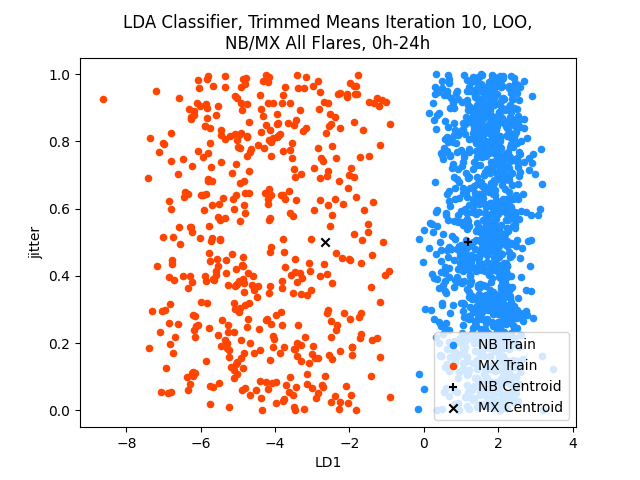 LDA Classifier, Trimmed Means Iteration 10, LOO,
NB/MX All Flares, 0h-24h
1.0
0.8
0.6
0.4
0.2
0.0
jitter
−8
−6
−4
−2
0
2
4
LD1
NB Train
MX Train
NB Centroid
MX Centroid